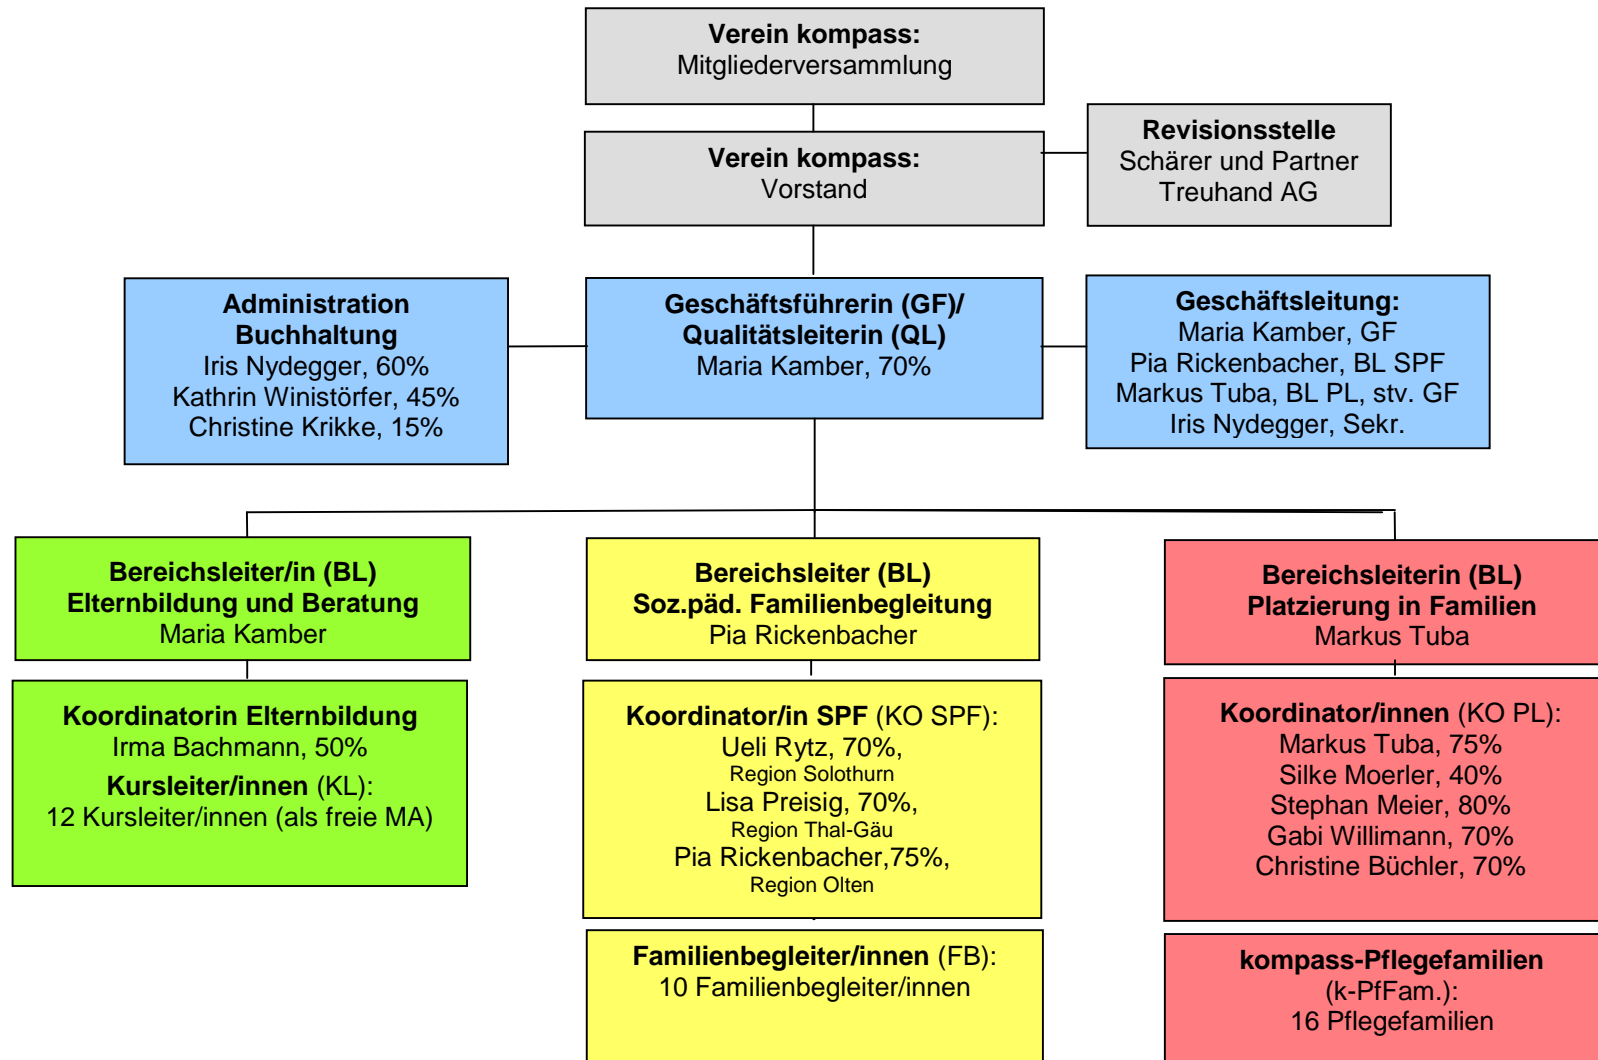 Verein kompass:
Mitgliederversammlung
Verein kompass:
Vorstand
Revisionsstelle
Schärer und Partner
Treuhand AG
Administration
Buchhaltung
Iris Nydegger, 60%
Kathrin Winistörfer, 45%
Christine Krikke, 15%
Geschäftsführerin (GF)/
Qualitätsleiterin (QL)
Maria Kamber, 70%
Geschäftsleitung:
Maria Kamber, GF
Pia Rickenbacher, BL SPF
Markus Tuba, BL PL, stv. GF
Iris Nydegger, Sekr.
Bereichsleiter/in (BL)
Elternbildung und Beratung
Maria Kamber
Koordinatorin Elternbildung
Irma Bachmann, 50%
Kursleiter/innen (KL):
12 Kursleiter/innen (als freie MA)
Bereichsleiter (BL)
Soz.päd. Familienbegleitung
Pia Rickenbacher
Koordinator/in SPF (KO SPF):
Ueli Rytz, 70%,
Region Solothurn
Lisa Preisig, 70%,
Region Thal-Gäu
Pia Rickenbacher,75%,
Region Olten
Familienbegleiter/innen (FB):
10 Familienbegleiter/innen
Bereichsleiterin (BL)
Platzierung in Familien
Markus Tuba
Koordinator/innen (KO PL):
Markus Tuba, 75%
Silke Moerler, 40%
Stephan Meier, 80%
Gabi Willimann, 70%
Christine Büchler, 70%
kompass-Pflegefamilien
(k-PfFam.):
16 Pflegefamilien